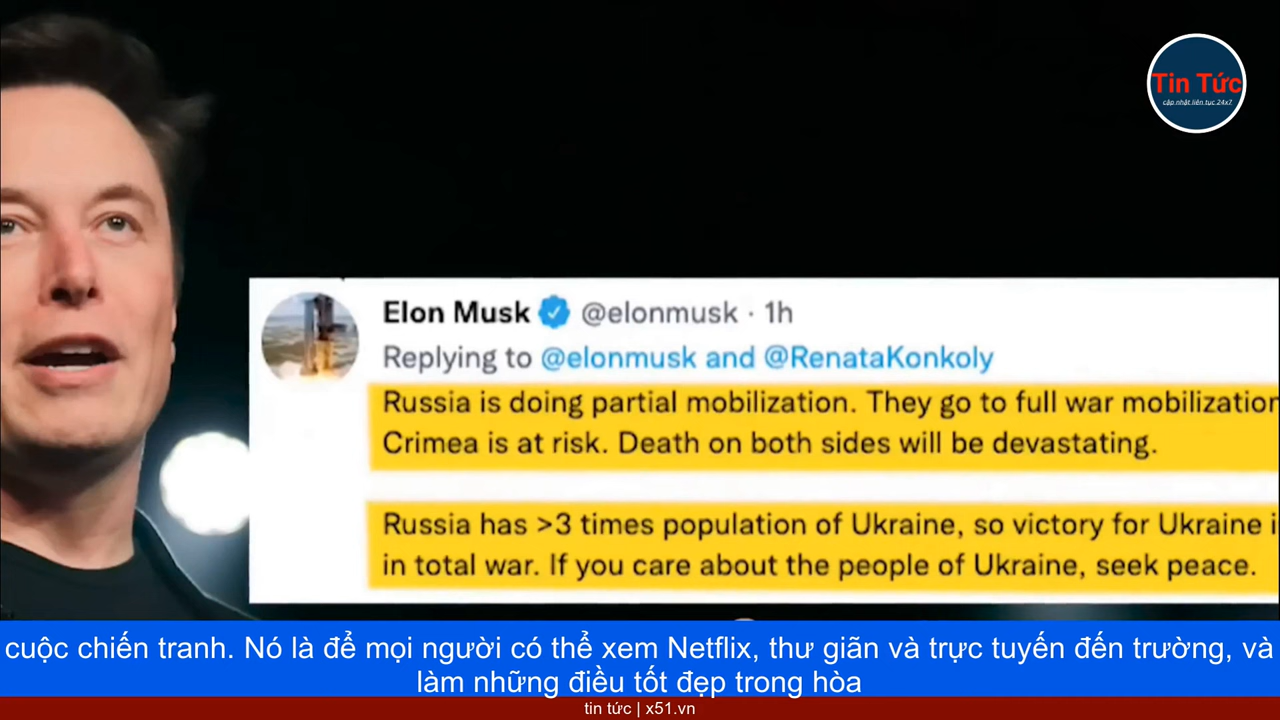 Tin Tức
cập.nhật.liên.tục.24x7
Elon Musk @elonmusk · 1h
Replying to @elonmusk and @RenataKonkoly
Russia is doing partial mobilization. They go to full war mobilization
Crimea is at risk. Death on both sides will be devastating.
Russia has >3 times population of Ukraine, so victory for Ukraine i
in total war. If you care about the people of Ukraine, seek peace.
cuộc chiến tranh. Nó là để mọi người có thể xem Netflix, thư giãn và trực tuyến đến trường, và
làm những điều tốt đẹp trong hòa
tin tức | x51.vn